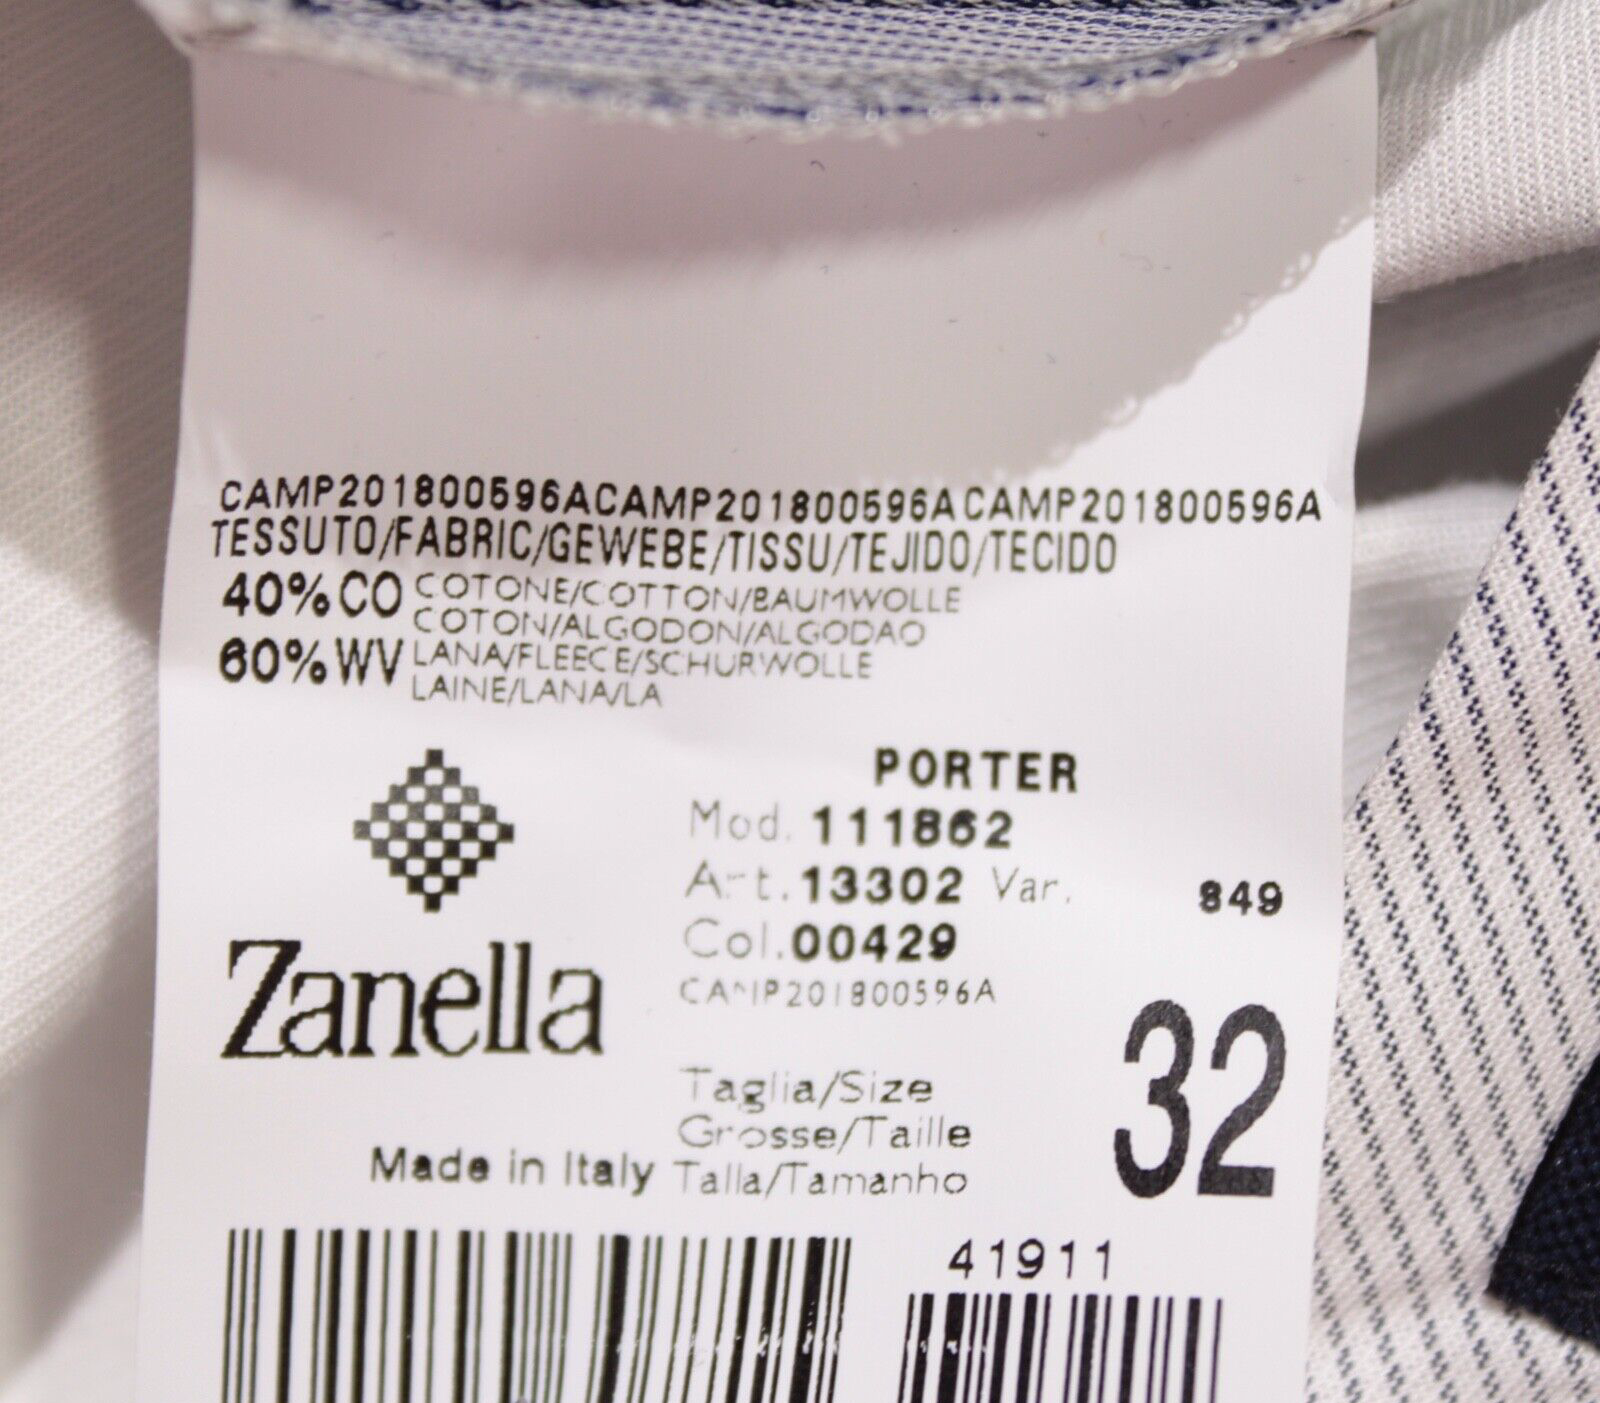 CAMP201800596ACAMP201800596ACAMP201800596A
TESSUTO/FABRIC/GEWEBE/TISSU/TEJIDO/TECIDO
40%CO COTONE/COTTON/BAUMWOLLE
COTON/ALGODON/ALGODAO
60%WV LANA/FLEECE/SCHURWOLLE
LAINE/LANA/LA
PORTER
Mod. 111862
Art. 13302 Var. 849
Col. 00429
CAMP201800596A
Zanella
Taglia/Size
Grosse/Taille
Talla/Tamanho
32
Made in Italy
41911